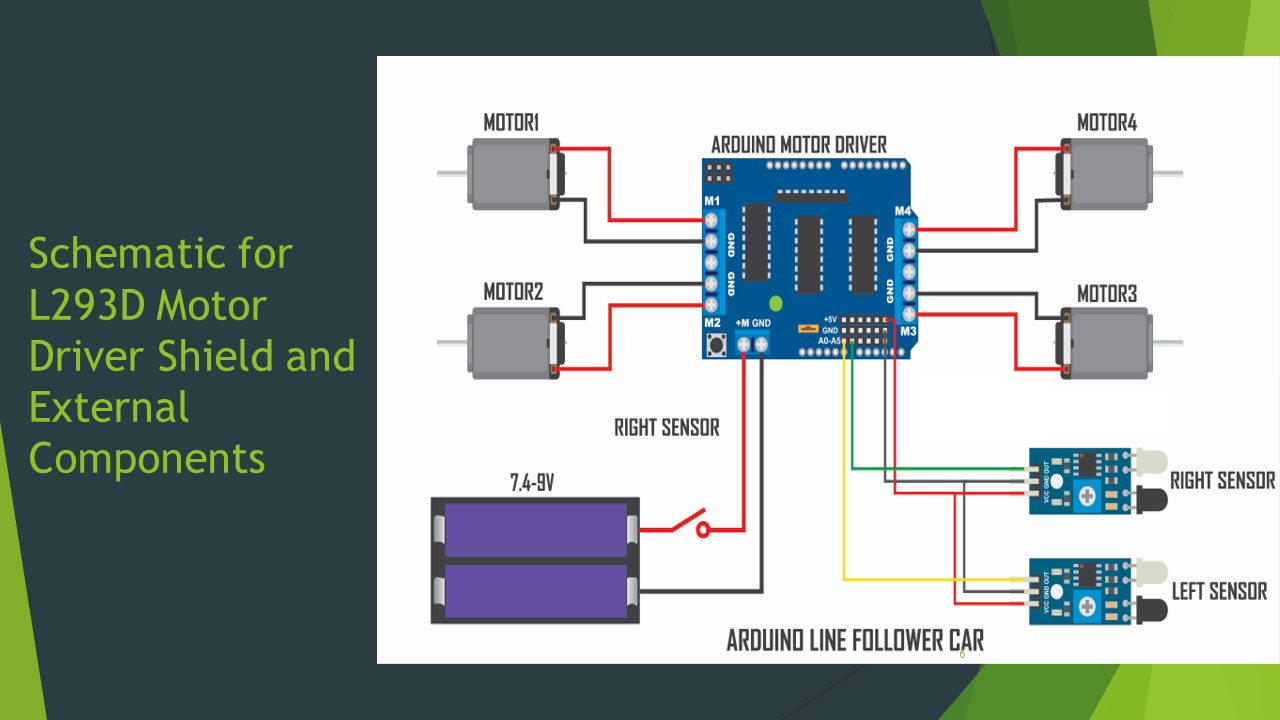 Schematic for
L293D Motor
Driver Shield and
External
Components
MOTOR1
MOTOR4
ARDUINO MOTOR DRIVER
M1
M4
GND
GND
GND
GND
MOTOR2
MOTOR3
M2
+M GND
+5V
GND
A0-A5
M3
RIGHT SENSOR
7.4-9V
VCC GND OUT
RIGHT SENSOR
VCC GND OUT
LEFT SENSOR
ARDUINO LINE FOLLOWER CAR
6